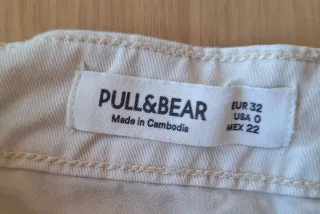 PULL&BEAR
Made in Cambodia
EUR 32
USA 0
MEX 22